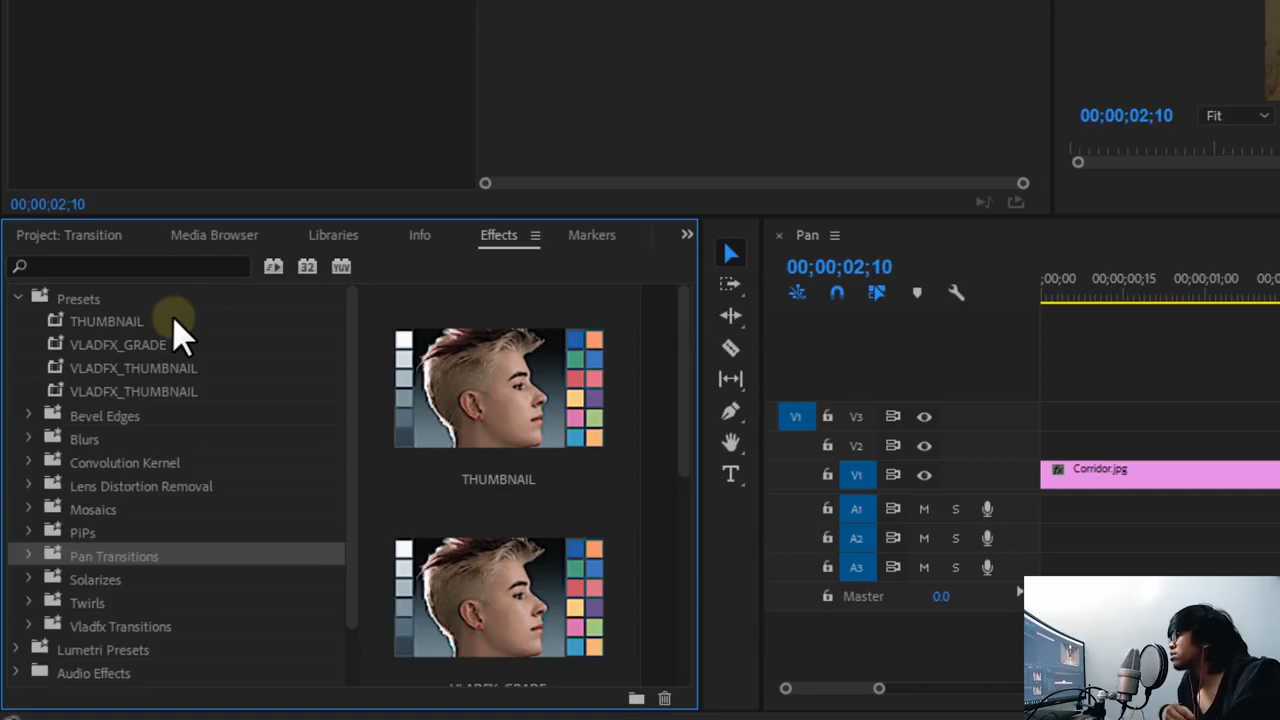 00;00;02;10
Fit
00;00;02;10
Project: Transition
Media Browser
Libraries
Info
Effects
Markers
Pan
32
YUV
00;00;02;10
;00;00
00;00;00;15
00;00;01;00
Presets
THUMBNAIL
VLADFX_GRADE
VLADFX_THUMBNAIL
VLADFX_THUMBNAIL
Bevel Edges
Blurs
Convolution Kernel
Lens Distortion Removal
Mosaics
PiPs
Pan Transitions
Solarizes
Twirls
Vladfx Transitions
Lumetri Presets
Audio Effects
THUMBNAIL
VLADFX_GRADE
V1 V3
V2
V1 Corridor.jpg
A1 M S
A2 M S
A3 M S
Master 0.0